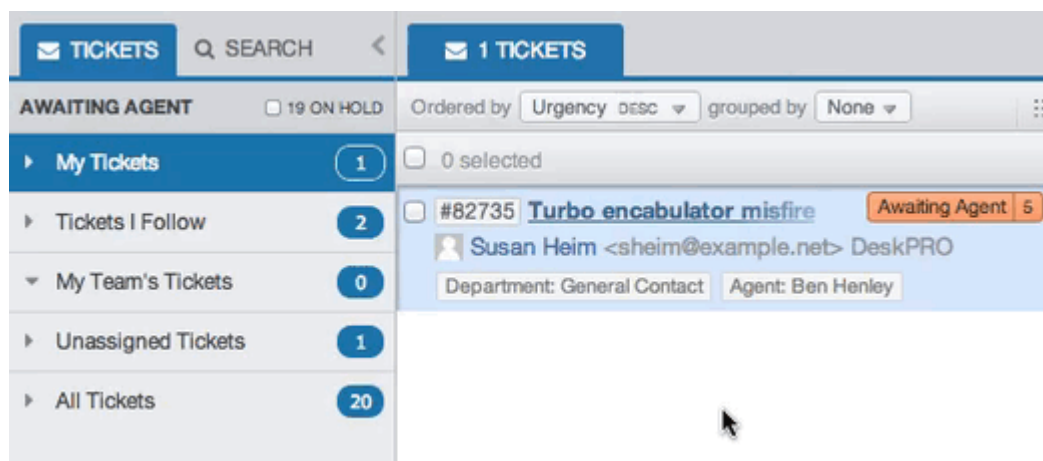 TICKETS SEARCH
AWAITING AGENT 19 ON HOLD
My Tickets 1
Tickets I Follow 2
My Team's Tickets 0
Unassigned Tickets 1
All Tickets 20
1 TICKETS
Ordered by Urgency DESC grouped by None
0 selected
#82735 Turbo encabulator misfire Awaiting Agent 5
Susan Heim <sheim@example.net> DeskPRO
Department: General Contact Agent: Ben Henley